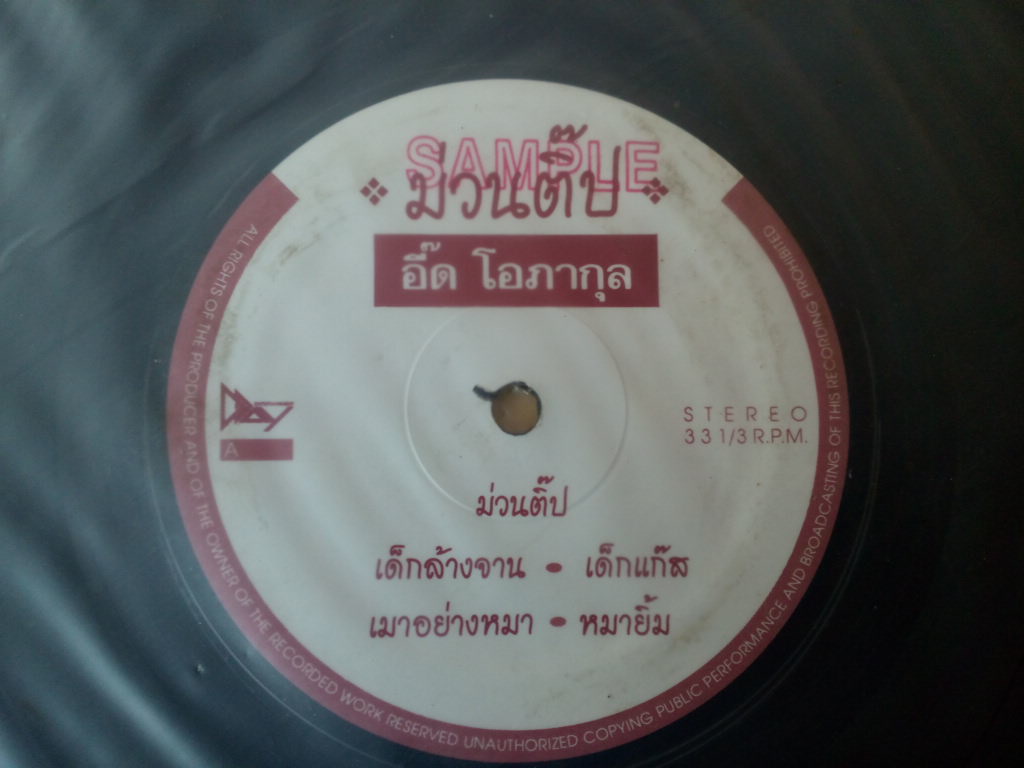 SAMPLE
ม่วนติ๊ป
อี๊ด โอภากุล
A
STEREO
33 1/3 R.P.M.
ม่วนติ๊ป
เด็กล้างจาน • เด็กแก๊ส
เมาอย่างหมา • หมายิ้ม
ALL RIGHTS OF THE PRODUCER AND OF THE OWNER OF THE RECORDED WORK RESERVED UNAUTHORIZED COPYING PUBLIC PERFORMANCE AND BROADCASTING OF THIS RECORDING PROHIBITED